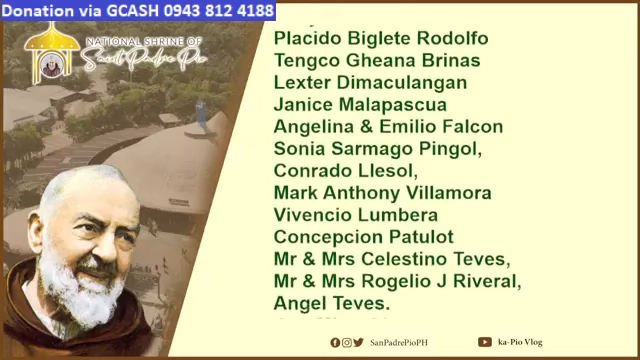 Donation via GCASH 0943 812 4188
NATIONAL SHRINE OF
Saint Padre Pio
Placido Biglete Rodolfo
Tengco Gheana Brinas
Lexter Dimaculangan
Janice Malapascua
Angelina & Emilio Falcon
Sonia Sarmago Pingol,
Conrado Llesol,
Mark Anthony Villamora
Vivencio Lumbera
Concepcion Patulot
Mr & Mrs Celestino Teves,
Mr & Mrs Rogelio J Riveral,
Angel Teves.
SanPadrePioPH
ka-Pio Vlog